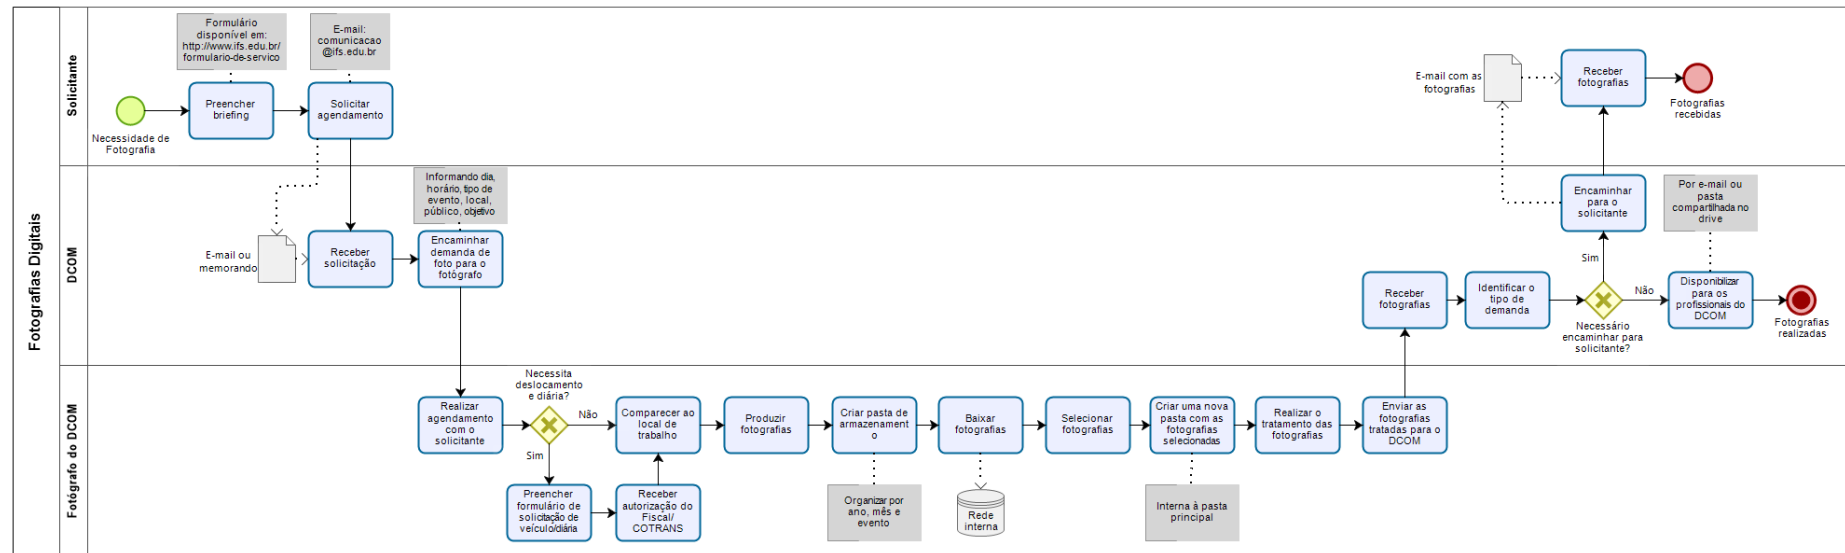 Fotografias Digitais
Solicitante
Formulário
disponível em:
http://www.ifs.edu.br/
formulario-de-servico
E-mail:
comunicacao
@ifs.edu.br
Necessidade de
Fotografia
Preencher
briefing
Solicitar
agendamento
E-mail com as
fotografias
Receber
fotografias
Fotografias
recebidas
DCOM
E-mail ou
memorando
Receber
solicitação
Informando dia,
horário, tipo de
evento, local,
público, objetivo
Encaminhar
demanda de
foto para o
fotógrafo
Receber
fotografias
Identificar o
tipo de
demanda
Necessário
encaminhar para
solicitante?
Sim
Encaminhar
para o
solicitante
Não
Por e-mail ou
pasta
compartilhada no
drive
Disponibilizar
para os
profissionais do
DCOM
Fotografias
realizadas
Fotógrafo do DCOM
Realizar
agendamento
com o
solicitante
Necessita
deslocamento
e diária?
Não
Sim
Preencher
formulário de
solicitação de
veículo/diária
Receber
autorização do
Fiscal/
COTRANS
Comparecer ao
local de
trabalho
Produzir
fotografias
Criar pasta de
armazenament
o
Organizar por
ano, mês e
evento
Baixar
fotografias
Rede
interna
Selecionar
fotografias
Criar uma nova
pasta com as
fotografias
selecionadas
Interna à pasta
principal
Realizar o
tratamento das
fotografias
Enviar as
fotografias
tratadas para o
DCOM